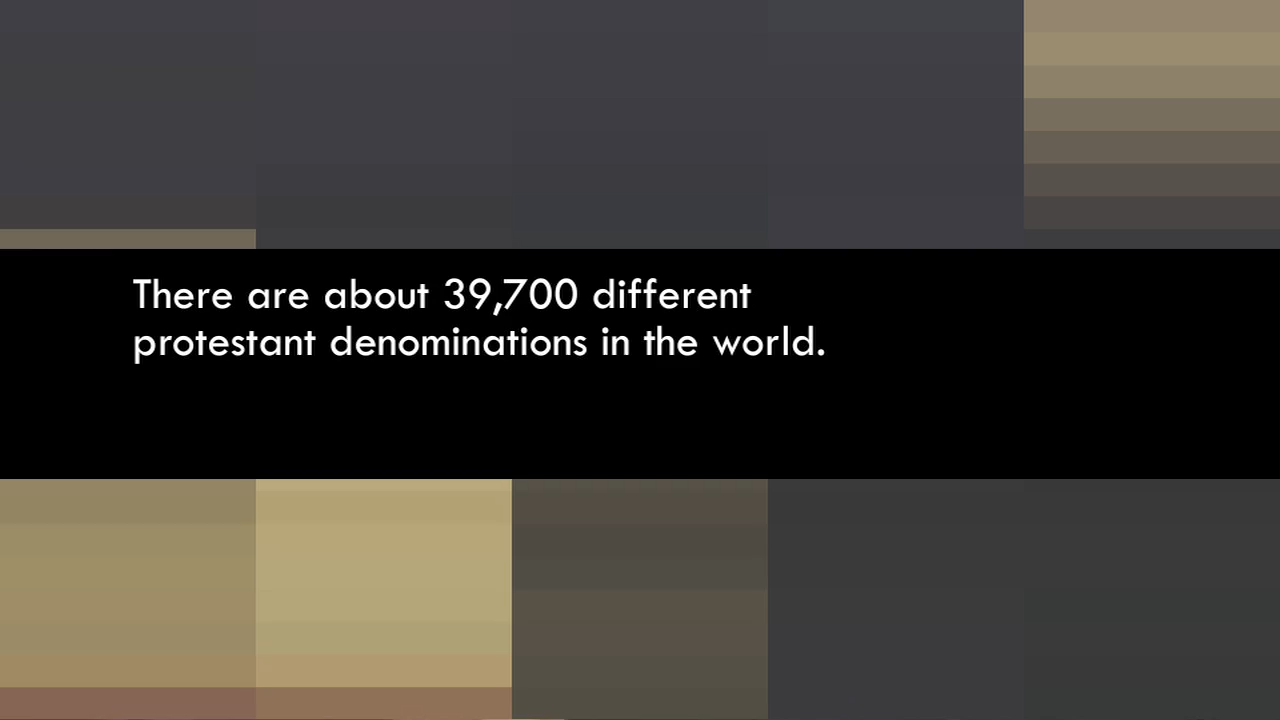 There are about 39,700 different
protestant denominations in the world.